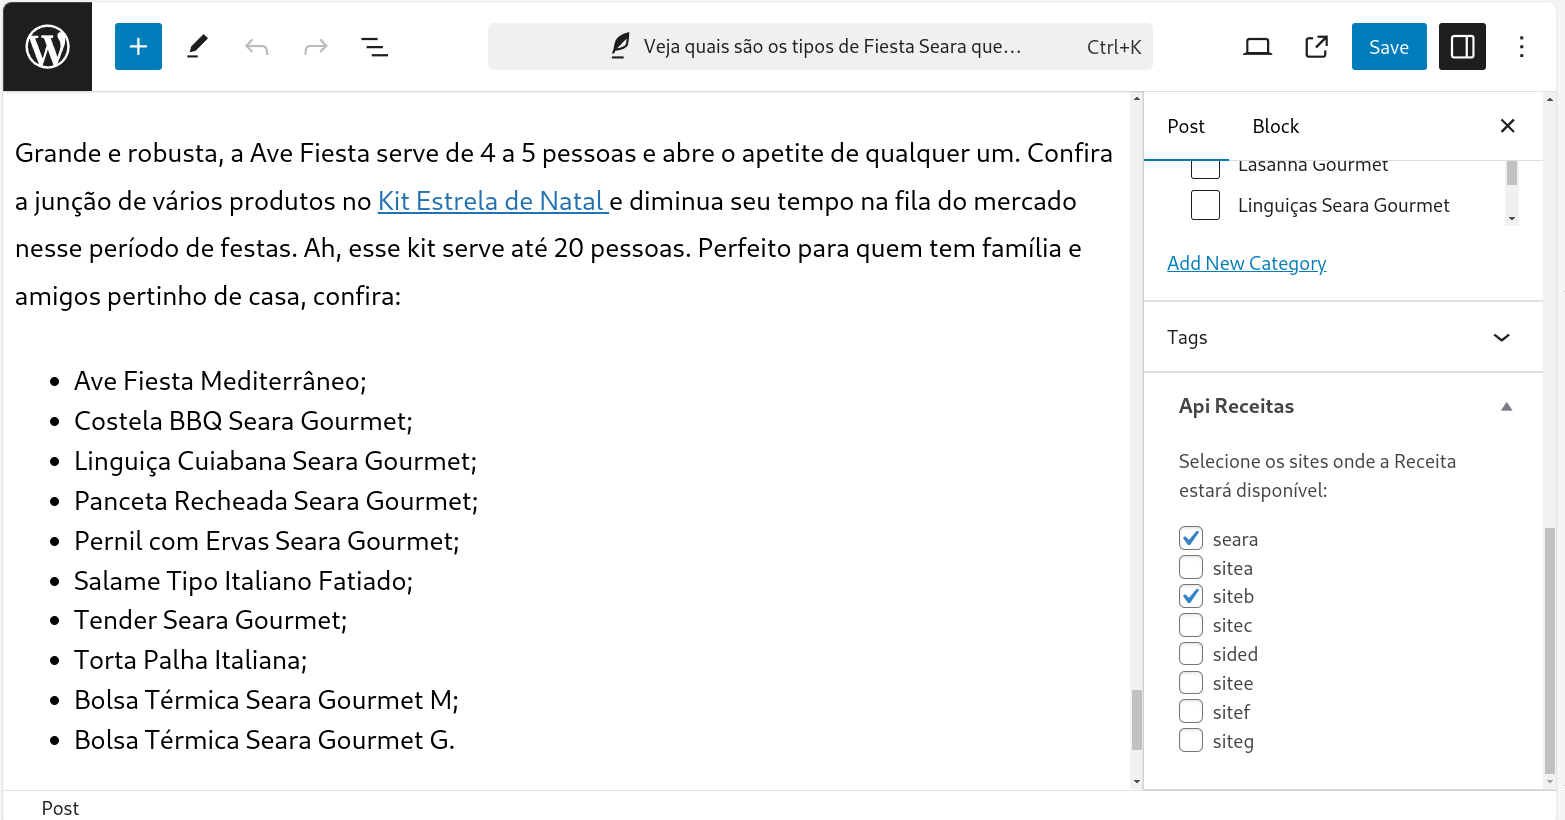 Veja quais são os tipos de Fiesta Seara que… Ctrl+K
Save
Grande e robusta, a Ave Fiesta serve de 4 a 5 pessoas e abre o apetite de qualquer um. Confira
a junção de vários produtos no Kit Estrela de Natal e diminua seu tempo na fila do mercado
nesse período de festas. Ah, esse kit serve até 20 pessoas. Perfeito para quem tem família e
amigos pertinho de casa, confira:
Ave Fiesta Mediterrâneo;
Costela BBQ Seara Gourmet;
Linguiça Cuiabana Seara Gourmet;
Panceta Recheada Seara Gourmet;
Pernil com Ervas Seara Gourmet;
Salame Tipo Italiano Fatiado;
Tender Seara Gourmet;
Torta Palha Italiana;
Bolsa Térmica Seara Gourmet M;
Bolsa Térmica Seara Gourmet G.
Post Block
Lasanha Gourmet
Linguiças Seara Gourmet
Add New Category
Tags
Api Receitas
Selecione os sites onde a Receita
estará disponível:
seara
sitea
siteb
sitec
sided
sitee
sitef
siteg
Post